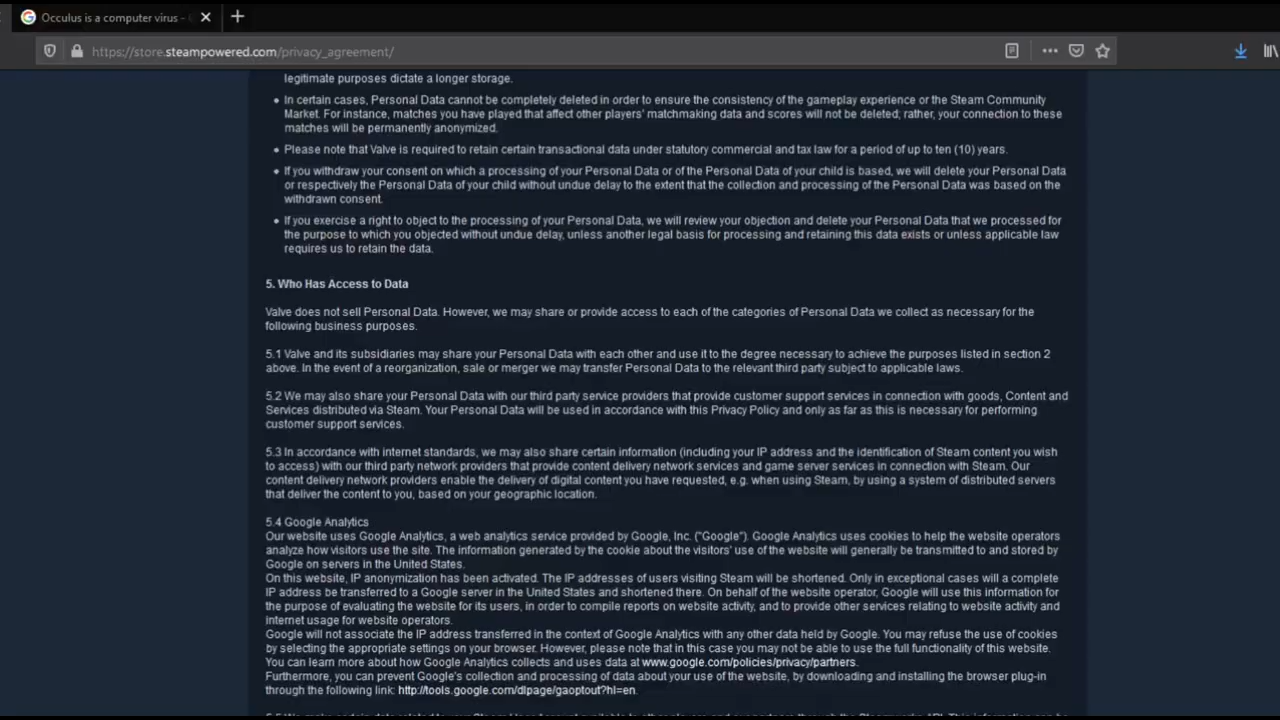 Occulus is a computer virus -
https://store.steampowered.com/privacy_agreement/
legitimate purposes dictate a longer storage.
• In certain cases, Personal Data cannot be completely deleted in order to ensure the consistency of the gameplay experience or the Steam Community
Market. For instance, matches you have played that affect other players' matchmaking data and scores will not be deleted; rather, your connection to these
matches will be permanently anonymized.
• Please note that Valve is required to retain certain transactional data under statutory commercial and tax law for a period of up to ten (10) years.
• If you withdraw your consent on which a processing of your Personal Data or of the Personal Data of your child is based, we will delete your Personal Data
or respectively the Personal Data of your child without undue delay to the extent that the collection and processing of the Personal Data was based on the
withdrawn consent.
• If you exercise a right to object to the processing of your Personal Data, we will review your objection and delete your Personal Data that we processed for
the purpose to which you objected without undue delay, unless another legal basis for processing and retaining this data exists or unless applicable law
requires us to retain the data.
5. Who Has Access to Data
Valve does not sell Personal Data. However, we may share or provide access to each of the categories of Personal Data we collect as necessary for the
following business purposes.
5.1 Valve and its subsidiaries may share your Personal Data with each other and use it to the degree necessary to achieve the purposes listed in section 2
above. In the event of a reorganization, sale or merger we may transfer Personal Data to the relevant third party subject to applicable laws.
5.2 We may also share your Personal Data with our third party service providers that provide customer support services in connection with goods, Content and
Services distributed via Steam. Your Personal Data will be used in accordance with this Privacy Policy and only as far as this is necessary for performing
customer support services.
5.3 In accordance with internet standards, we may also share certain information (including your IP address and the identification of Steam content you wish
to access) with our third party network providers that provide content delivery network services and game server services in connection with Steam. Our
content delivery network providers enable the delivery of digital content you have requested, e.g. when using Steam, by using a system of distributed servers
that deliver the content to you, based on your geographic location.
5.4 Google Analytics
Our website uses Google Analytics, a web analytics service provided by Google, Inc. ("Google"). Google Analytics uses cookies to help the website operators
analyze how visitors use the site. The information generated by the cookie about the visitors' use of the website will generally be transmitted to and stored by
Google on servers in the United States.
On this website, IP anonymization has been activated. The IP addresses of users visiting Steam will be shortened. Only in exceptional cases will a complete
IP address be transferred to a Google server in the United States and shortened there. On behalf of the website operator, Google will use this information for
the purpose of evaluating the website for its users, in order to compile reports on website activity, and to provide other services relating to website activity and
internet usage for website operators.
Google will not associate the IP address transferred in the context of Google Analytics with any other data held by Google. You may refuse the use of cookies
by selecting the appropriate settings on your browser. However, please note that in this case you may not be able to use the full functionality of this website.
You can learn more about how Google Analytics collects and uses data at www.google.com/policies/privacy/partners.
Furthermore, you can prevent Google's collection and processing of data about your use of the website, by downloading and installing the browser plug-in
through the following link: http://tools.google.com/dlpage/gaoptout?hl=en.